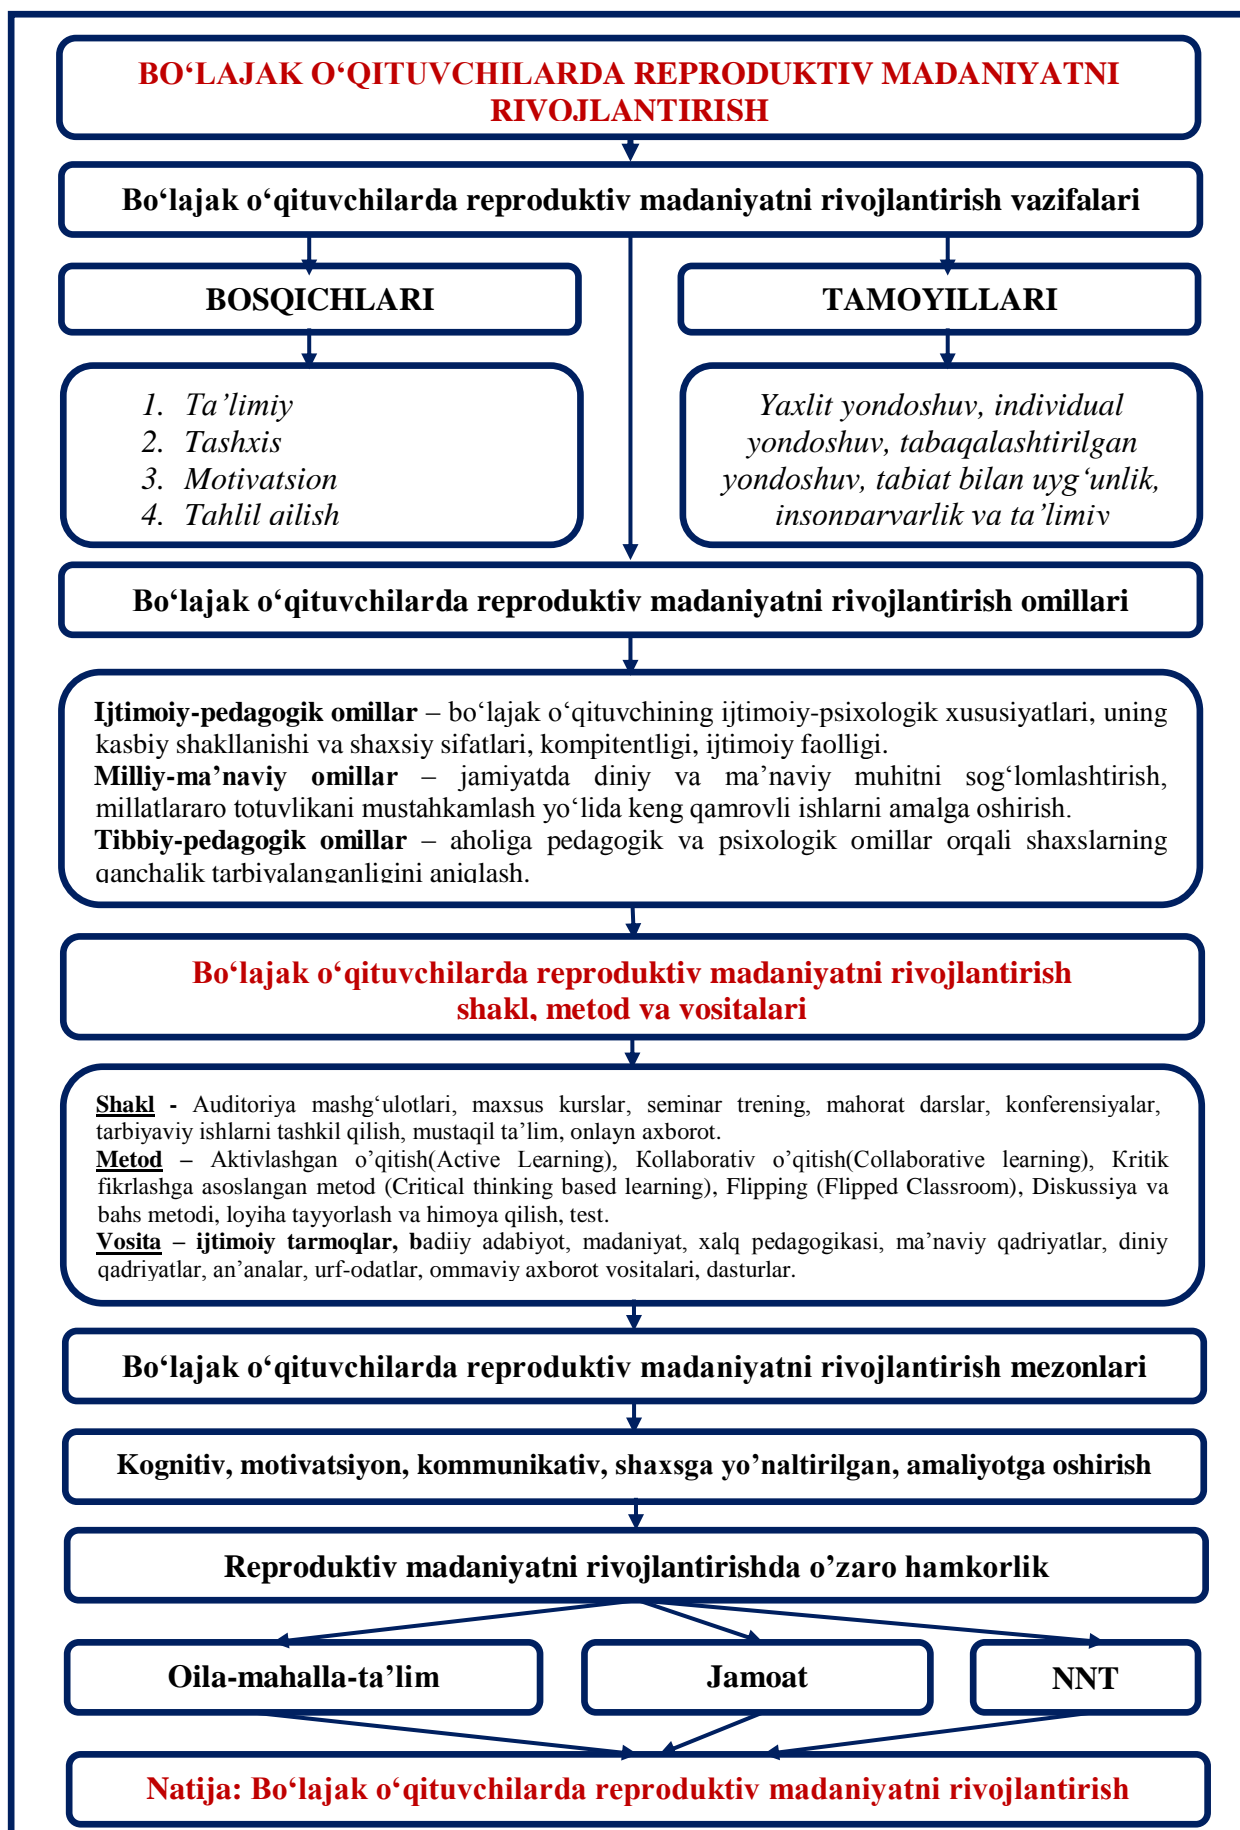 BO‘LAJAK O‘QITUVCHILARDA REPRODUKTIV MADANIYATNI
RIVOJLANTIRISH
Bo‘lajak o‘qituvchilarda reproduktiv madaniyatni rivojlantirish vazifalari
BOSQICHLARI
TAMOYILLARI
1. Ta’limiy
2. Tashxis
3. Motivatsion
4. Tahlil qilish
Yaxlit yondoshuv, individual
yondoshuv, tabaqalashtirilgan
yondoshuv, tabiat bilan uyg‘unlik,
insonparvarlik va ta’limiy
Bo‘lajak o‘qituvchilarda reproduktiv madaniyatni rivojlantirish omillari
Ijtimoiy-pedagogik omillar – bo‘lajak o‘qituvchining ijtimoiy-psixologik xususiyatlari, uning
kasbiy shakllanishi va shaxsiy sifatlari, kompitentligi, ijtimoiy faolligi.
Milliy-ma’naviy omillar – jamiyatda diniy va ma’naviy muhitni sog‘lomlashtirish,
millatlararo totuvlikani mustahkamlash yo‘lida keng qamrovli ishlarni amalga oshirish.
Tibbiy-pedagogik omillar – aholiga pedagogik va psixologik omillar orqali shaxslarning
qanchalik tarbiyalanganligini aniqlash.
Bo‘lajak o‘qituvchilarda reproduktiv madaniyatni rivojlantirish
shakl, metod va vositalari
Shakl - Auditoriya mashg‘ulotlari, maxsus kurslar, seminar trening, mahorat darslar, konferensiyalar,
tarbiyaviy ishlarni tashkil qilish, mustaqil ta’lim, onlayn axborot.
Metod – Aktivlashgan o’qitish(Active Learning), Kollaborativ o’qitish(Collaborative learning), Kritik
fikrlashga asoslangan metod (Critical thinking based learning), Flipping (Flipped Classroom), Diskussiya va
bahs metodi, loyiha tayyorlash va himoya qilish, test.
Vosita – ijtimoiy tarmoqlar, badiiy adabiyot, madaniyat, xalq pedagogikasi, ma’naviy qadriyatlar, diniy
qadriyatlar, an’analar, urf-odatlar, ommaviy axborot vositalari, dasturlar.
Bo‘lajak o‘qituvchilarda reproduktiv madaniyatni rivojlantirish mezonlari
Kognitiv, motivatsiyon, kommunikativ, shaxsga yo’naltirilgan, amaliyotga oshirish
Reproduktiv madaniyatni rivojlantirishda o’zaro hamkorlik
Oila-mahalla-ta’lim
Jamoat
NNT
Natija: Bo‘lajak o‘qituvchilarda reproduktiv madaniyatni rivojlantirish